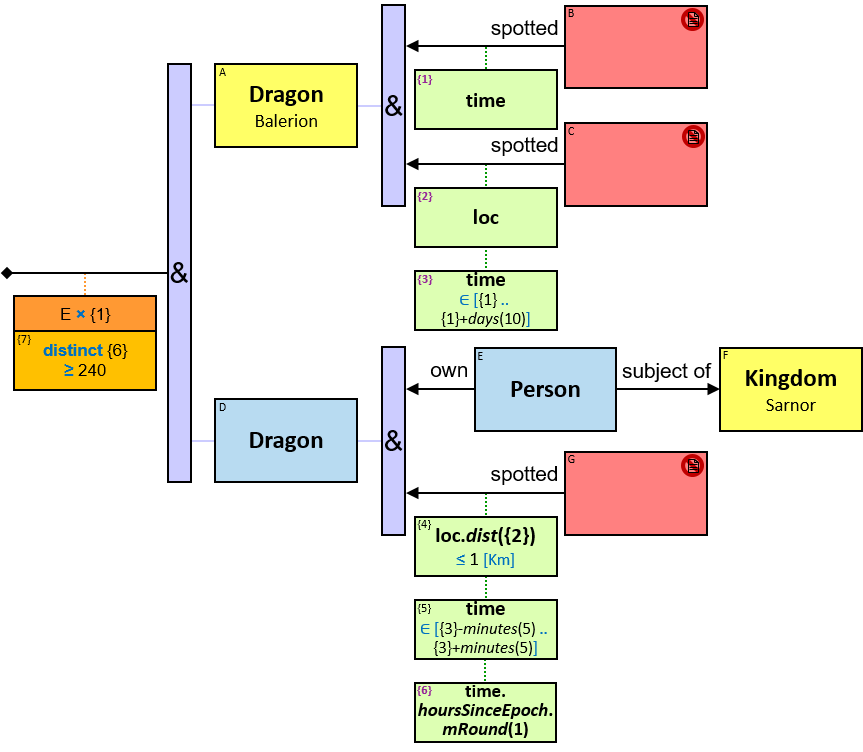 B
spotted
A
Dragon
Balerion
{1}
time
&
C
spotted
{2}
loc
&
{3}
time
∈ [{1} ..
{1}+days(10)]
E × {1}
{7}
distinct {6}
≥ 240
D
Dragon
&
own
E
Person
subject of
F
Kingdom
Sarnor
G
spotted
{4}
loc.dist({2})
≤ 1 [Km]
{5}
time
∈ [{3}-minutes(5) ..
{3}+minutes(5)]
{6}
time.
hoursSinceEpoch.
mRound(1)